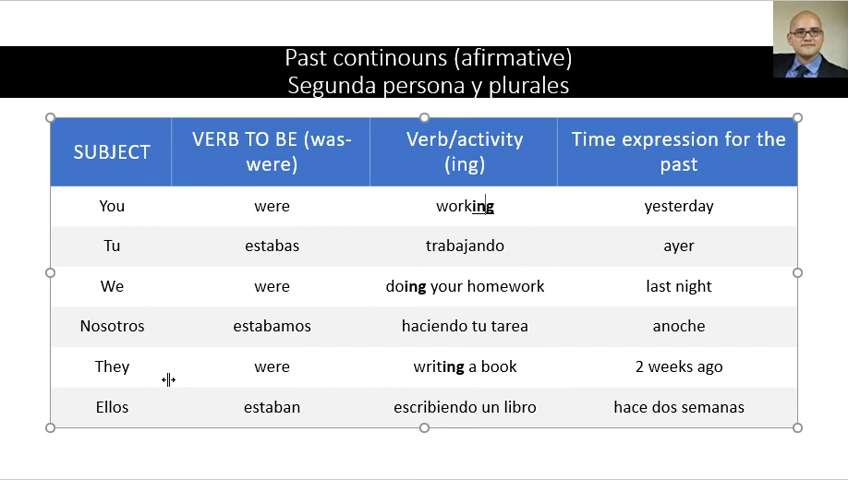 Past continouns (afirmative)
Segunda persona y plurales
SUBJECT
VERB TO BE (was-
were)
Verb/activity
(ing)
Time expression for the
past
You were working yesterday
Tu estabas trabajando ayer
We were doing your homework last night
Nosotros estabamos haciendo tu tarea anoche
They were writing a book 2 weeks ago
Ellos estaban escribiendo un libro hace dos semanas